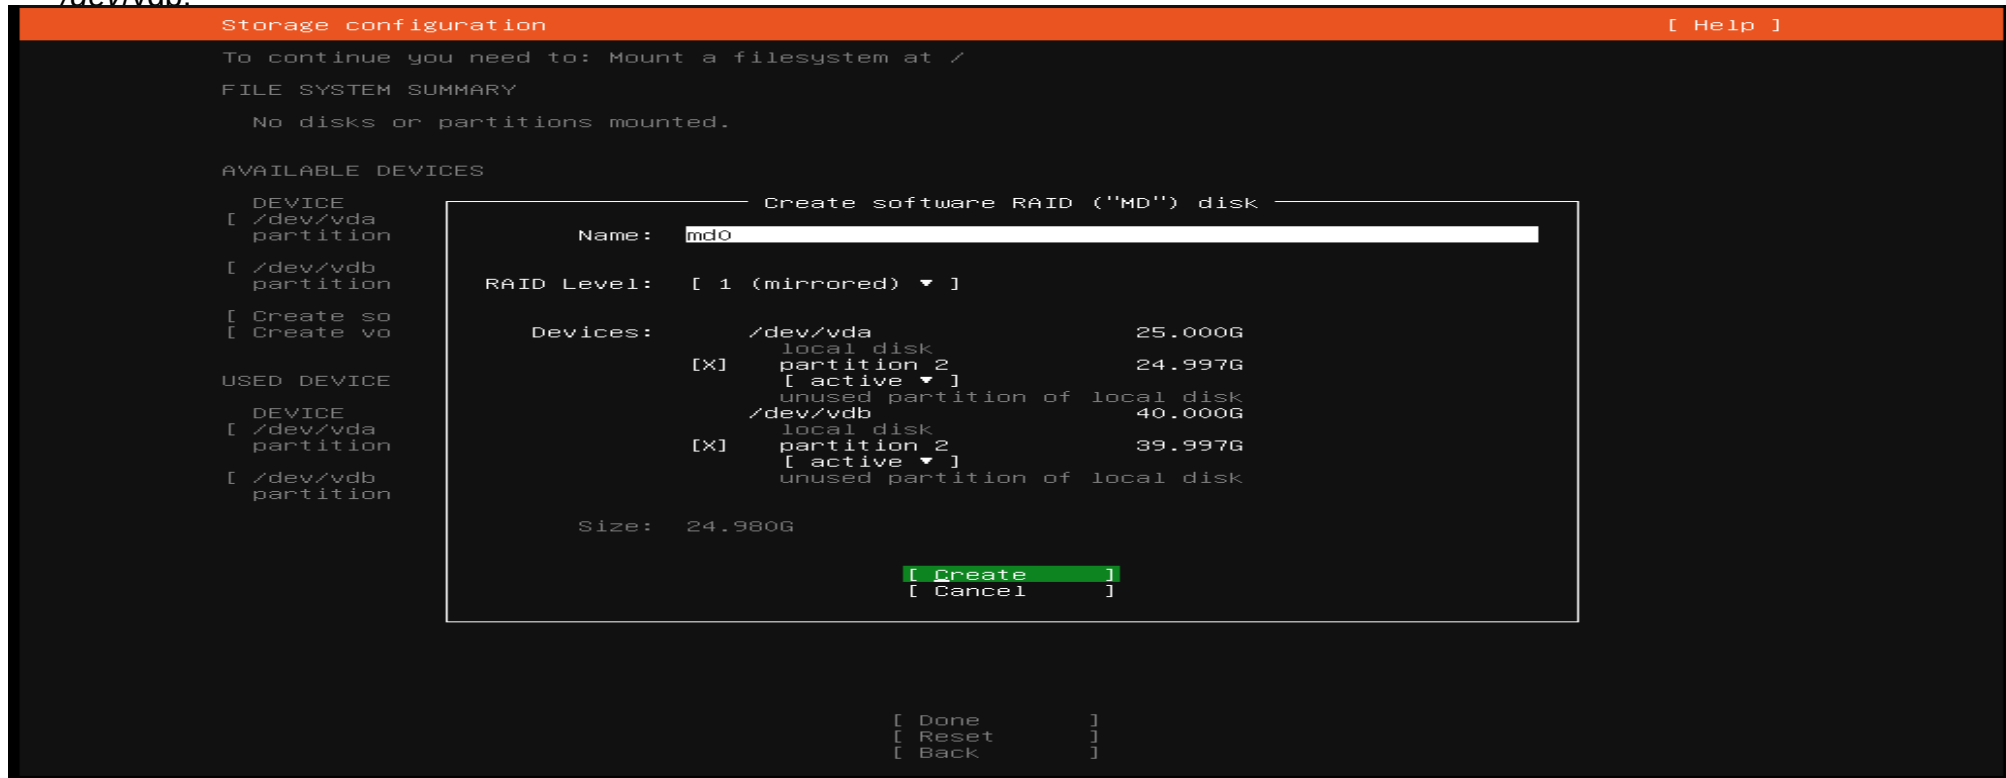 /dev/vdb.
Storage configuration [ Help ]
To continue you need to: Mount a filesystem at /
FILE SYSTEM SUMMARY
No disks or partitions mounted.
AVAILABLE DEVICES
DEVICE
[ /dev/vda
partition
[ /dev/vdb
partition
[ Create so
[ Create vo
USED DEVICE
DEVICE
[ /dev/vda
partition
[ /dev/vdb
partition
Create software RAID ("MD") disk
Name: md0
RAID Level: [ 1 (mirrored) ▾ ]
Devices: /dev/vda 25.000G
local disk
[X] partition 2 24.997G
[ active ▾ ]
unused partition of local disk
/dev/vdb 40.000G
local disk
[X] partition 2 39.997G
[ active ▾ ]
unused partition of local disk
Size: 24.980G
[ Create ]
[ Cancel ]
[ Done ]
[ Reset ]
[ Back ]